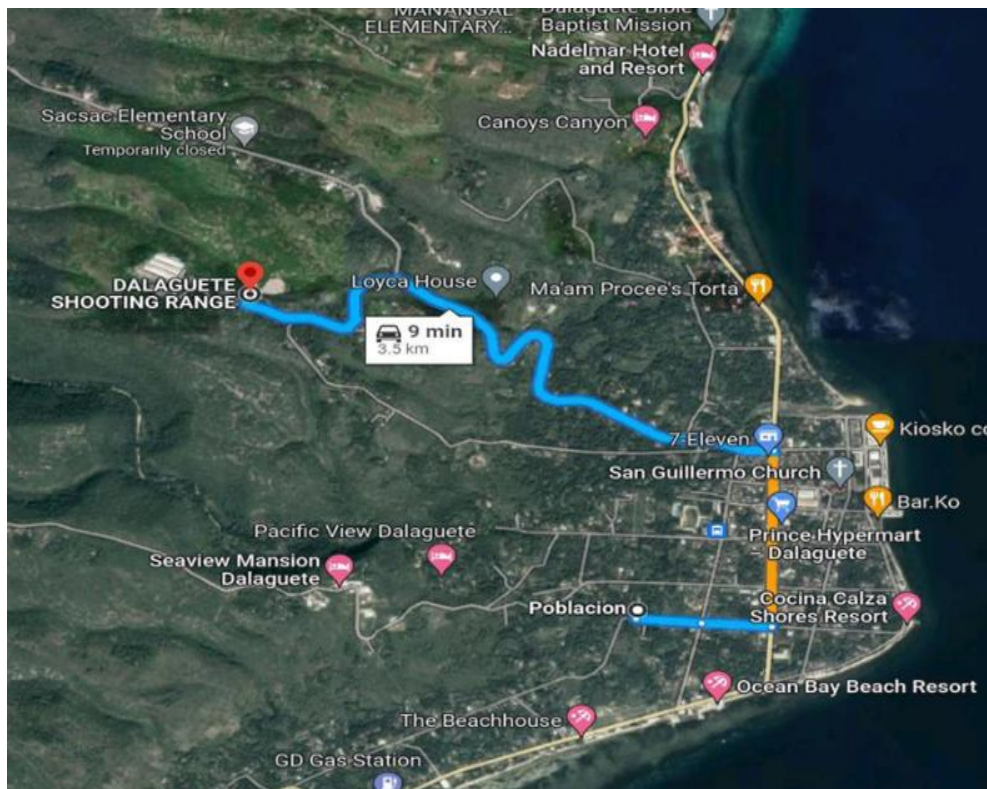 MANANGAL
ELEMENTARY...
Dalaguete Bible
Baptist Mission
Nadelmar Hotel
and Resort
Canoys Canyon
Sacsac Elementary
School
Temporarily closed
DALAGUETE
SHOOTING RANGE
Loyca House
Ma'am Procee's Torta
9 min
3.5 km
7-Eleven
Kiosko co
San Guillermo Church
Bar.Ko
Prince Hypermart
- Dalaguete
Pacific View Dalaguete
Seaview Mansion
Dalaguete
Poblacion
Cocina Calza
Shores Resort
Ocean Bay Beach Resort
The Beachhouse
GD Gas Station